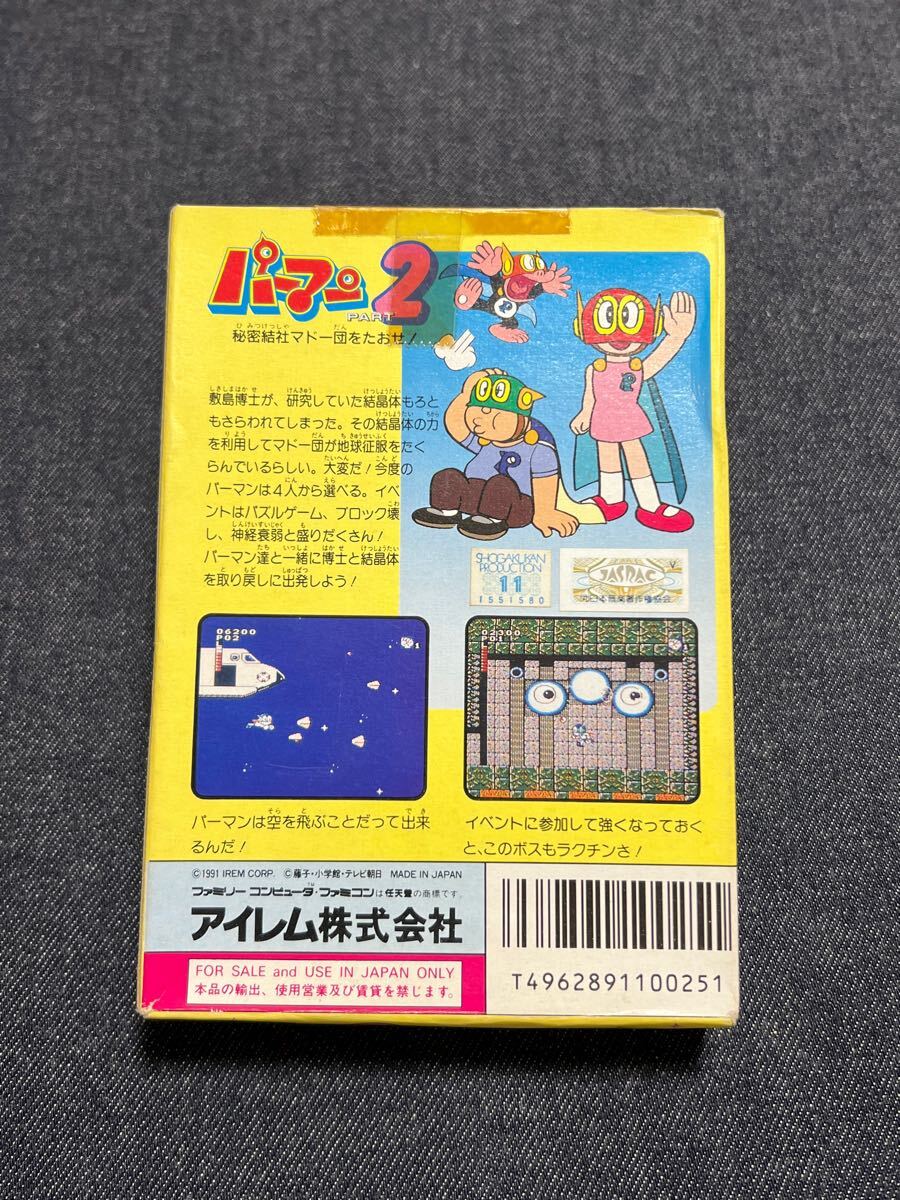 パーマン
PART 2
秘密結社マドー団をたおせ！
敷島博士が、研究していた結晶体もろと
もさらわれてしまった。その結晶体の力
を利用してマドー団が地球征服をたく
らんでいるらしい。大変だ！今度の
パーマンは4人から選べる。イベ
ントはパズルゲーム、ブロック壊
し、神経衰弱と盛りだくさん！
パーマン達と一緒に博士と結晶体
を取り戻しに出発しよう！
SHOGAKUKAN
PRODUCTION
11
1551580
JASRAC
V
06200
P02
1
02300
P01
1
パーマンは空を飛ぶことだって出来
るんだ！
イベントに参加して強くなっておく
と、このボスもラクチンさ！
©1991 IREM CORP. ©藤子・小学館・テレビ朝日 MADE IN JAPAN
ファミリーコンピュータ™・ファミコンは任天堂の商標です。
アイレム株式会社
FOR SALE and USE IN JAPAN ONLY
本品の輸出、使用営業及び賃貸を禁じます。
T4962891100251